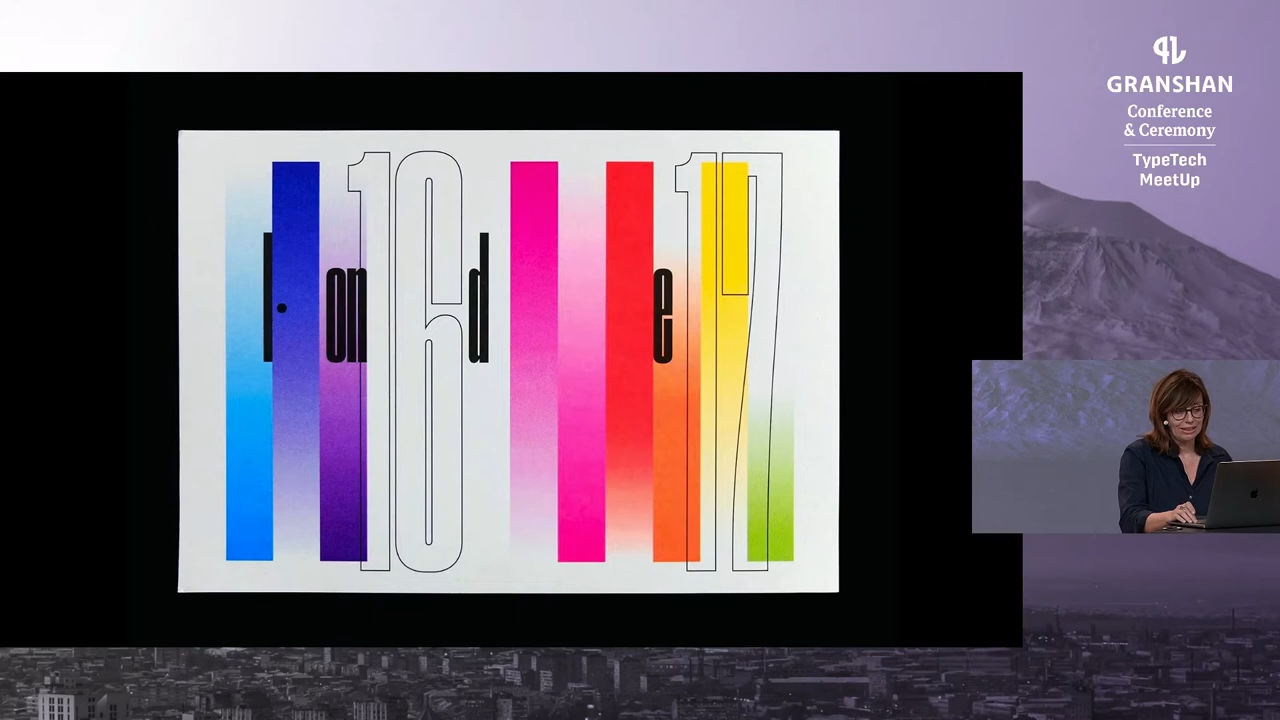 on 16 d e 17
GRANSHAN
Conference
& Ceremony
TypeTech
MeetUp